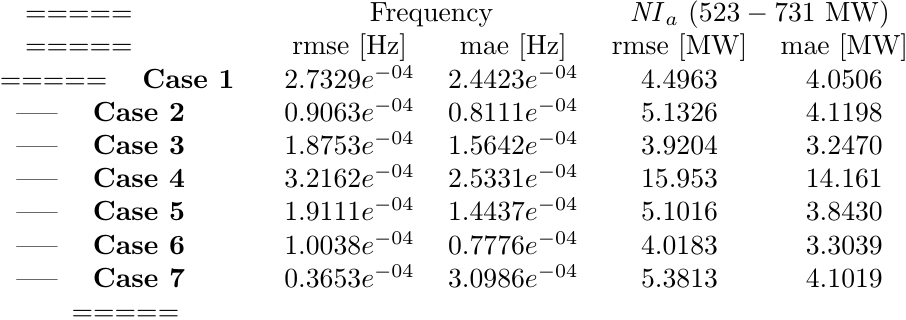 ===== Frequency NI_a (523 − 731 MW)
===== rmse [Hz] mae [Hz] rmse [MW] mae [MW]
===== Case 1 2.7329e^{−04} 2.4423e^{−04} 4.4963 4.0506
—– Case 2 0.9063e^{−04} 0.8111e^{−04} 5.1326 4.1198
—– Case 3 1.8753e^{−04} 1.5642e^{−04} 3.9204 3.2470
—– Case 4 3.2162e^{−04} 2.5331e^{−04} 15.953 14.161
—– Case 5 1.9111e^{−04} 1.4437e^{−04} 5.1016 3.8430
—– Case 6 1.0038e^{−04} 0.7776e^{−04} 4.0183 3.3039
—– Case 7 0.3653e^{−04} 3.0986e^{−04} 5.3813 4.1019
=====